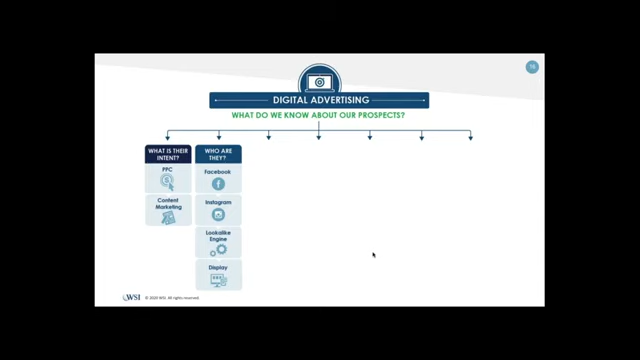 16
DIGITAL ADVERTISING
WHAT DO WE KNOW ABOUT OUR PROSPECTS?
WHAT IS THEIR
INTENT?
PPC
Content
Marketing
WHO ARE
THEY?
Facebook
Instagram
Lookalike
Engine
Display
WSI
© 2020 WSI. All rights reserved.